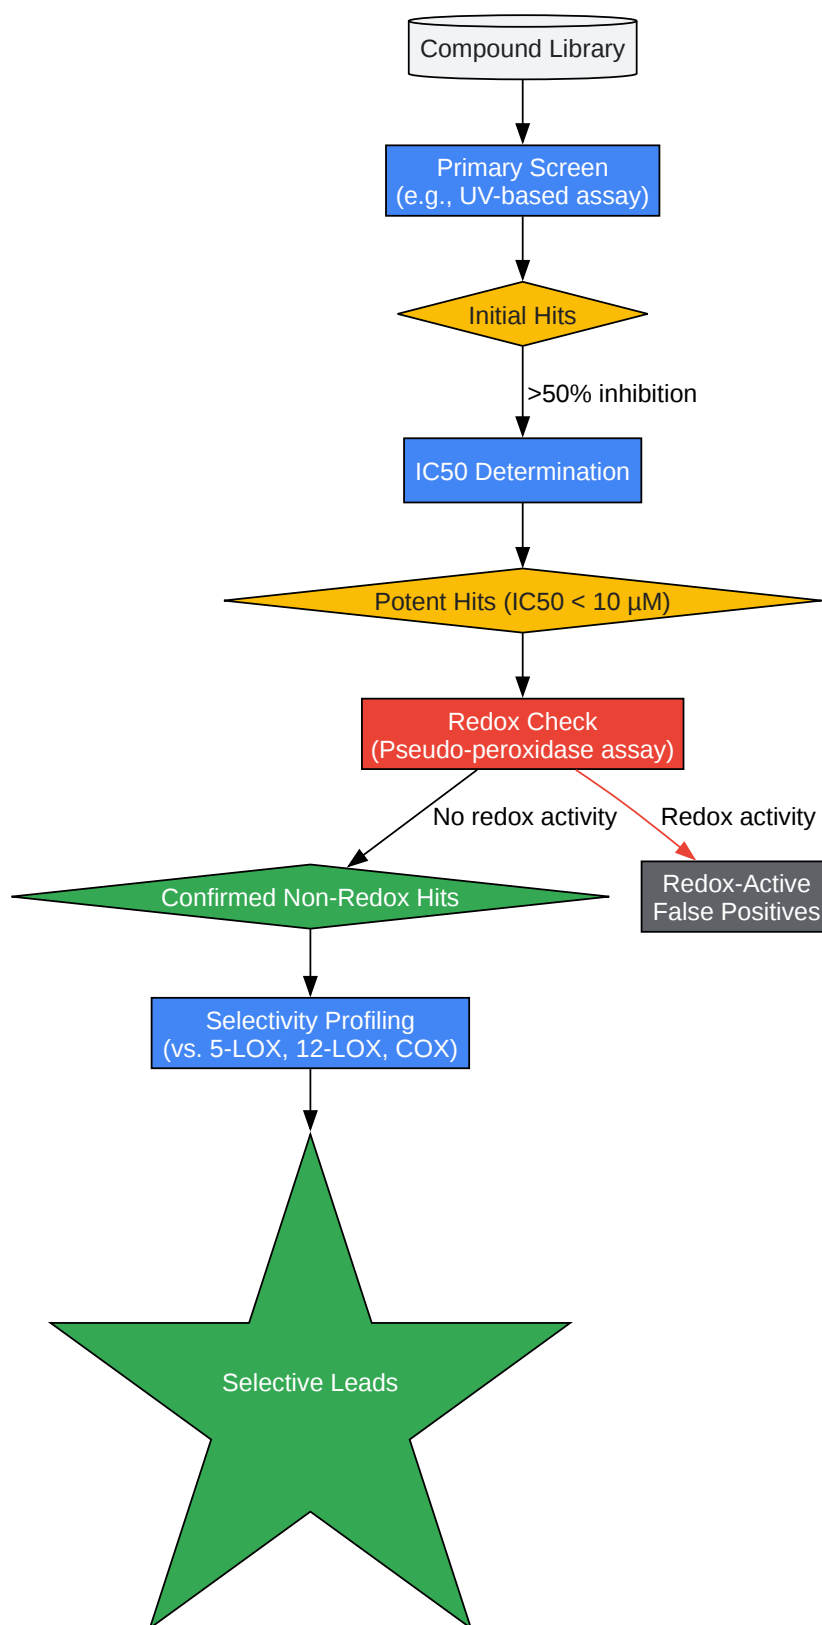 Compound Library
Primary Screen
(e.g., UV-based assay)
Initial Hits
>50% inhibition
IC50 Determination
Potent Hits (IC50 < 10 µM)
Redox Check
(Pseudo-peroxidase assay)
No redox activity
Redox activity
Confirmed Non-Redox Hits
Redox-Active
False Positives
Selectivity Profiling
(vs. 5-LOX, 12-LOX, COX)
Selective Leads